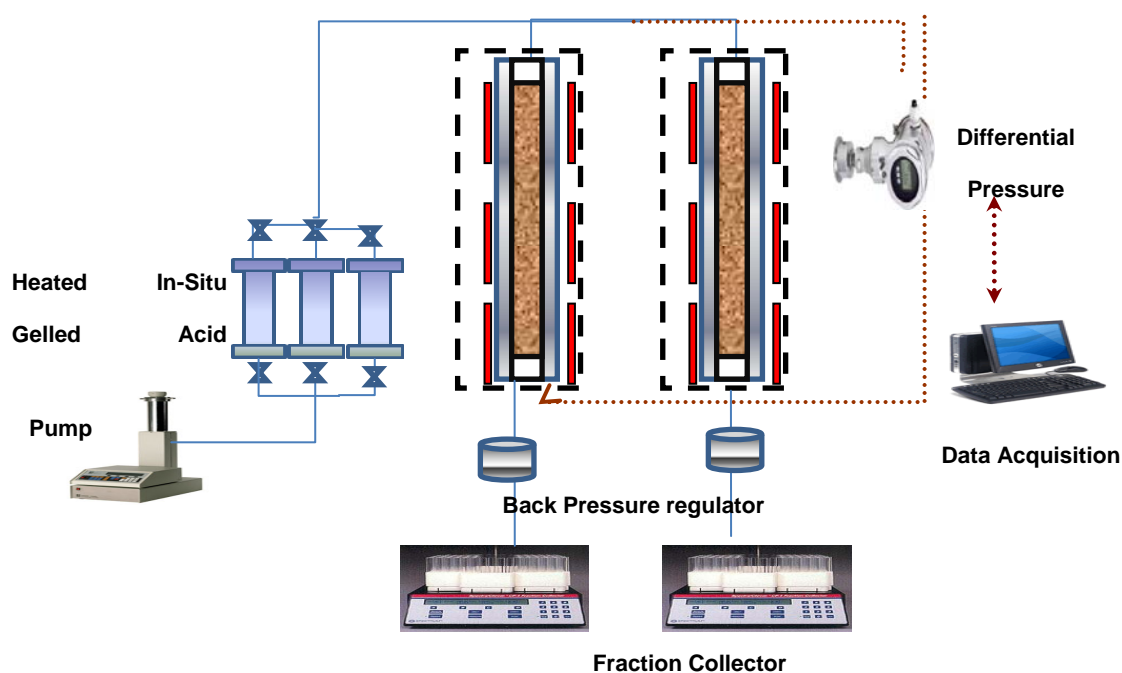 Differential
Pressure
Heated In-Situ
Gelled Acid
Pump
Data Acquisition
Back Pressure regulator
Fraction Collector